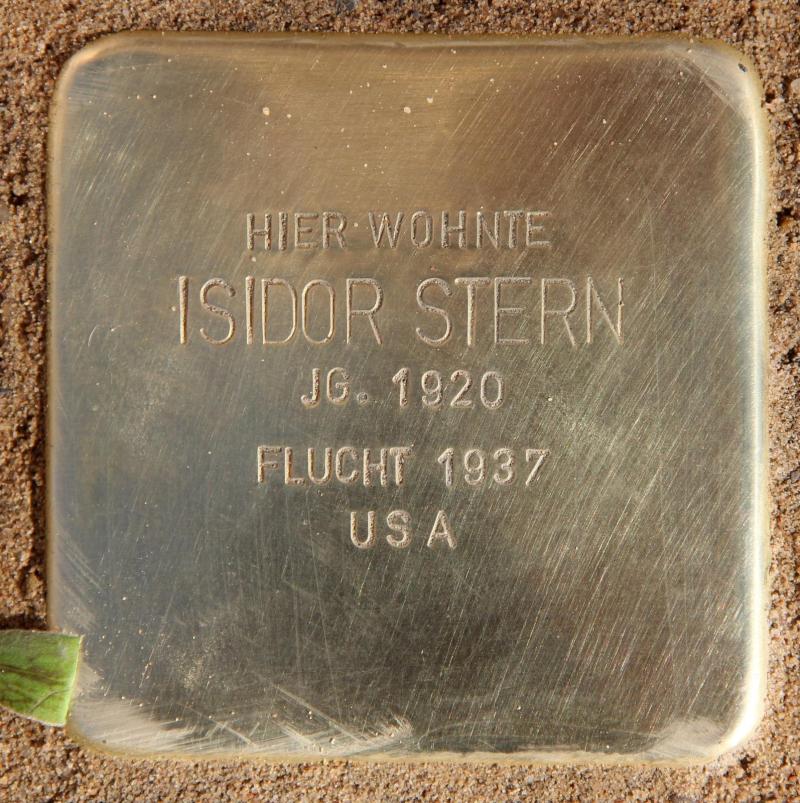 HIER WOHNTE
ISIDOR STERN
JG. 1920
FLUCHT 1937
USA